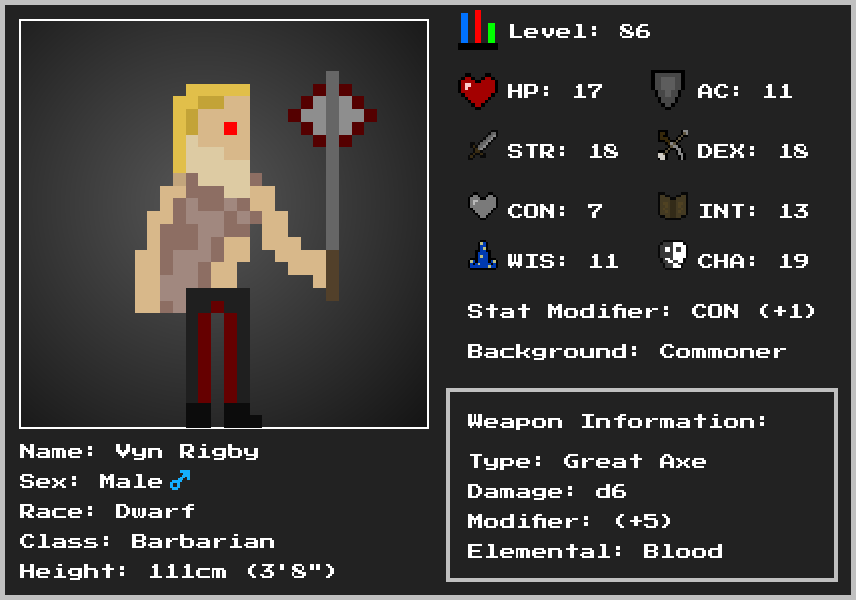 Level: 86
HP: 17
AC: 11
STR: 18
DEX: 18
CON: 7
INT: 13
WIS: 11
CHA: 19
Stat Modifier: CON (+1)
Background: Commoner
Weapon Information:
Type: Great Axe
Damage: d6
Modifier: (+5)
Elemental: Blood
Name: Vyn Rigby
Sex: Male ♂
Race: Dwarf
Class: Barbarian
Height: 111cm (3'8")